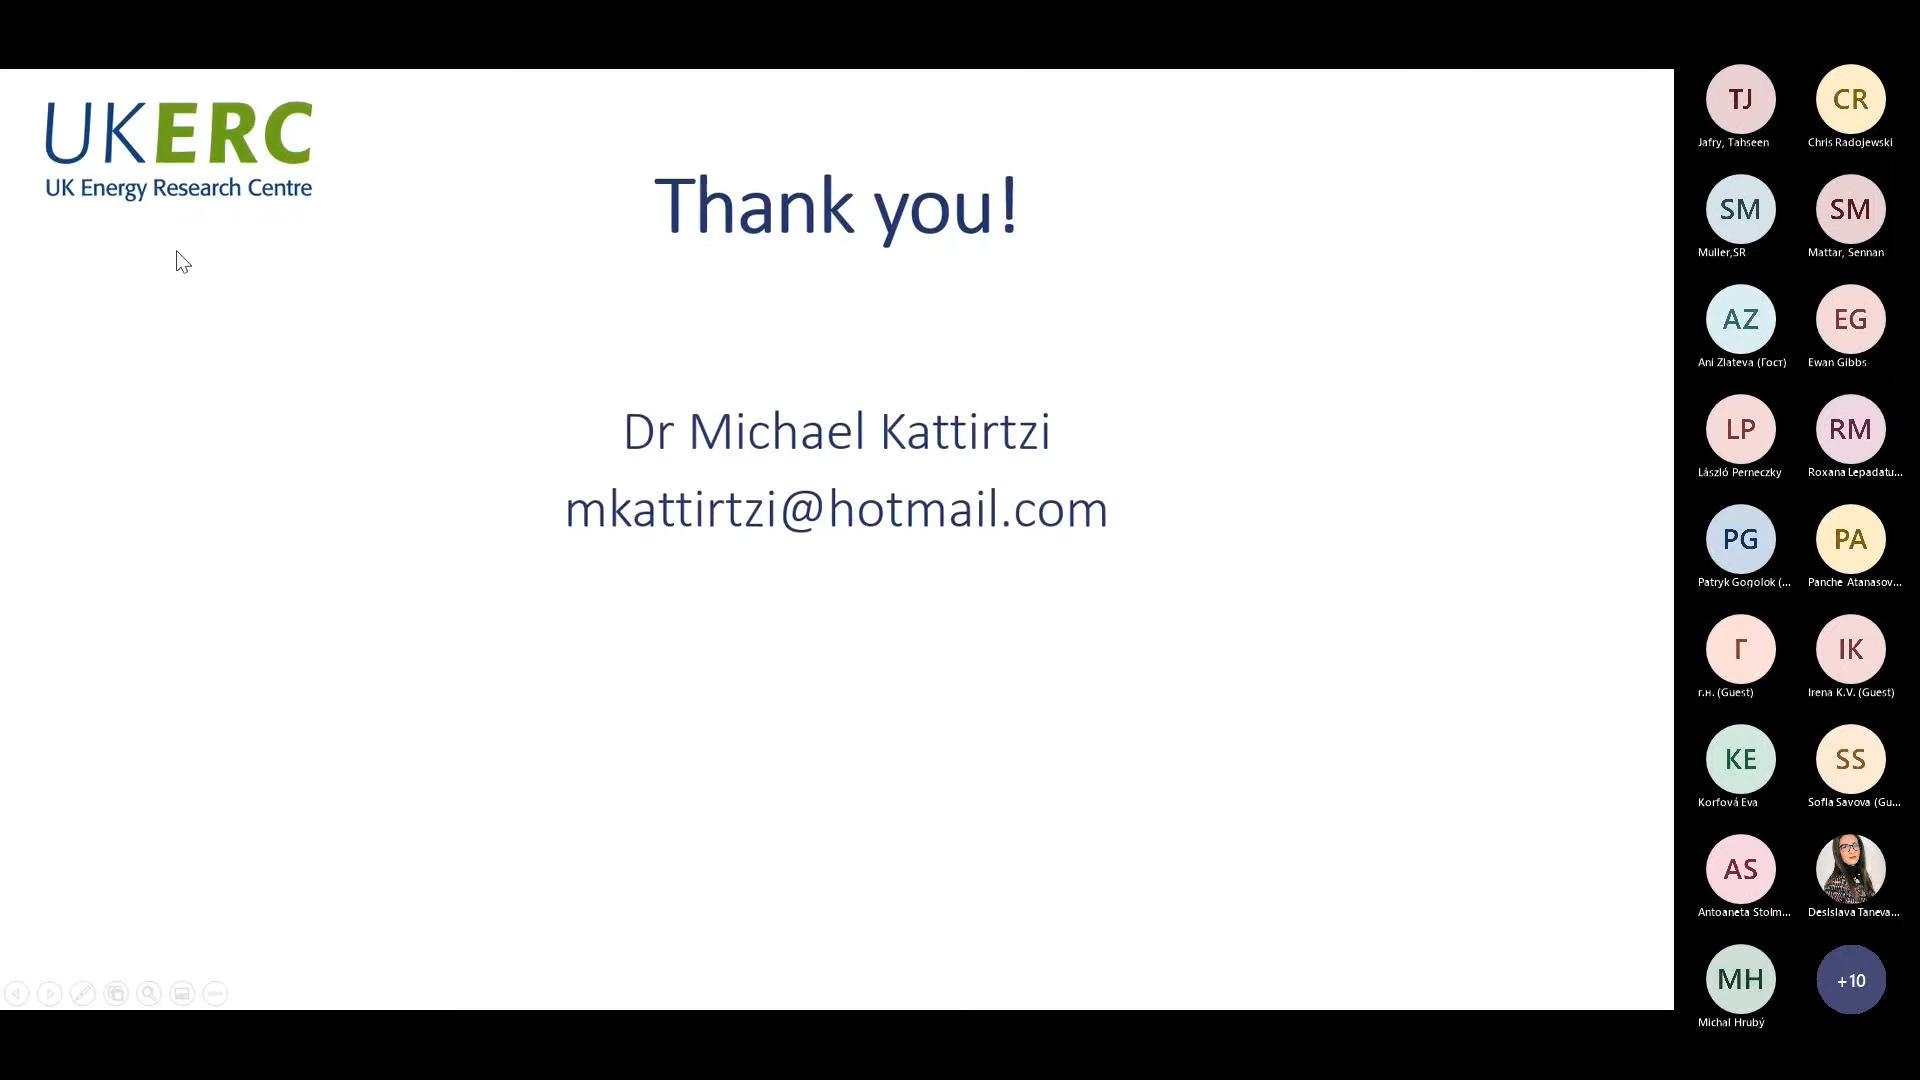 UKERC
UK Energy Research Centre
Thank you!
Dr Michael Kattirtzi
mkattirtzi@hotmail.com
TJ
Jafry, Tahseen
CR
Chris Radojewski
SM
Muller,SR
SM
Mattar, Sennan
AZ
Ani Zlateva (Гост)
EG
Ewan Gibbs
LP
László Perneczky
RM
Roxana Lepadatu...
PG
Patryk Gogolok (...
PA
Panche Atanasov...
Г
г.н. (Guest)
IK
Irena K.V. (Guest)
KE
Korfová Eva
SS
Sofia Savova (Gu...
AS
Antoaneta Stoim...
Desislava Taneva...
MH
Michal Hrubý
+10